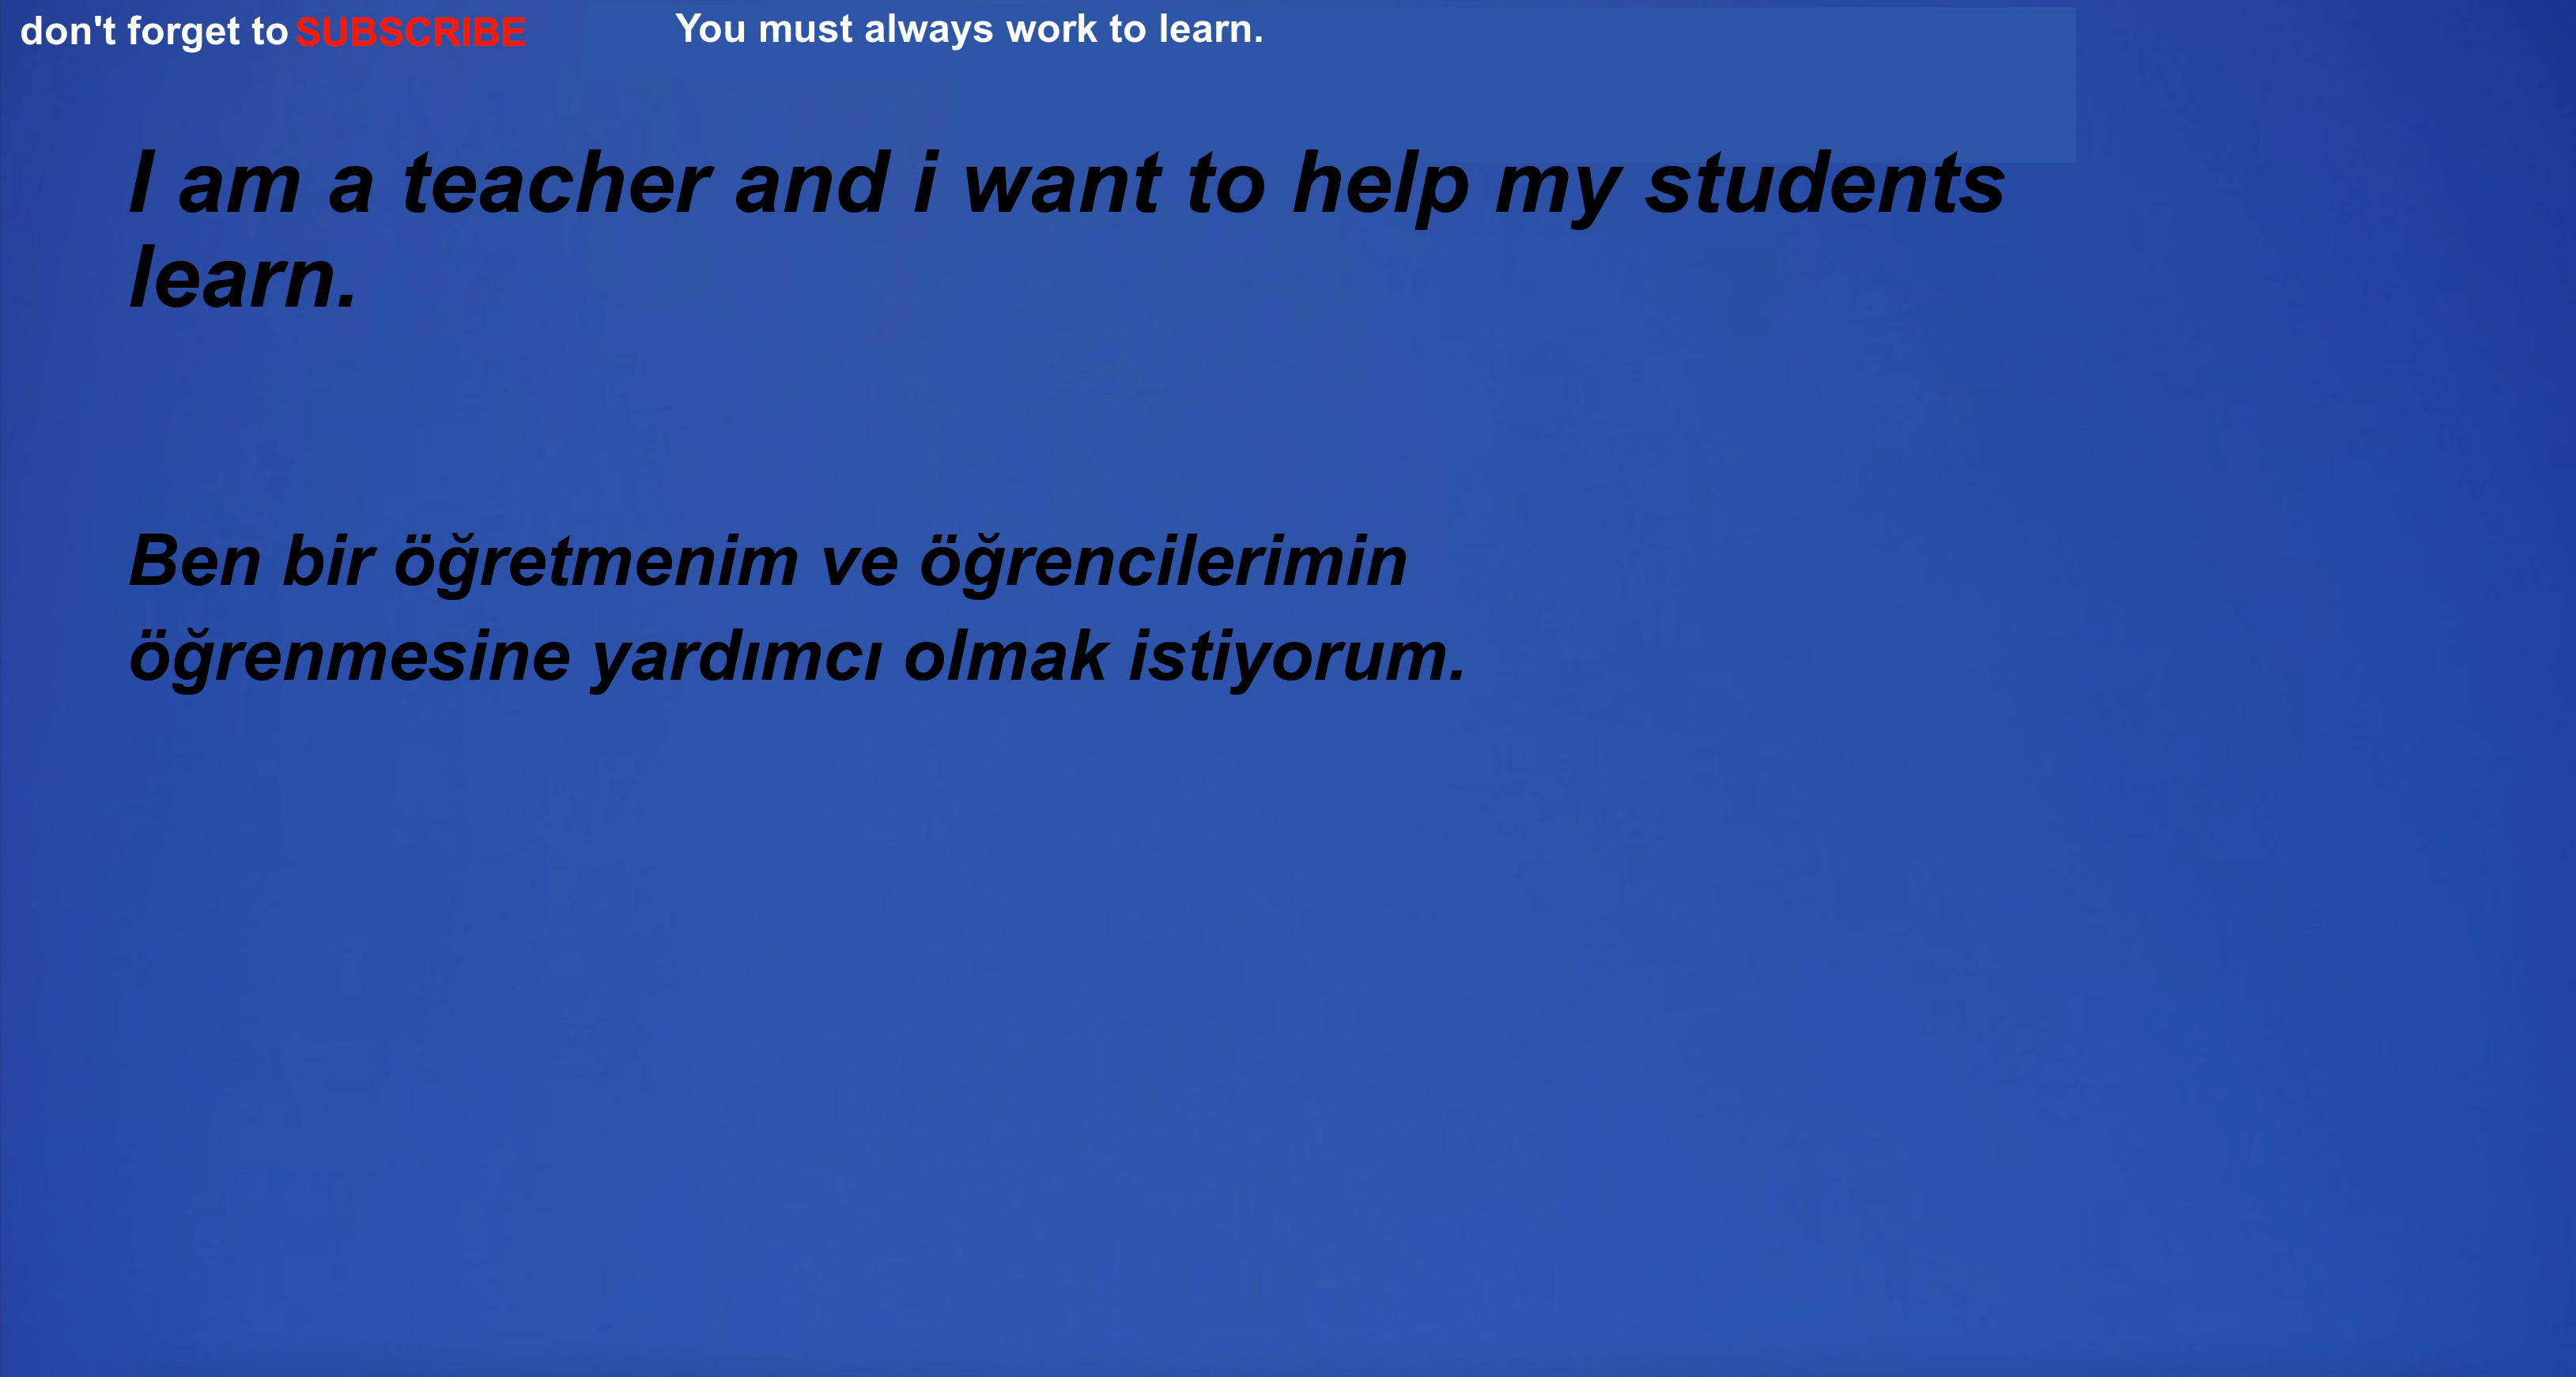 don't forget to SUBSCRIBE You must always work to learn.
I am a teacher and i want to help my students
learn.
Ben bir öğretmenim ve öğrencilerimin
öğrenmesine yardımcı olmak istiyorum.